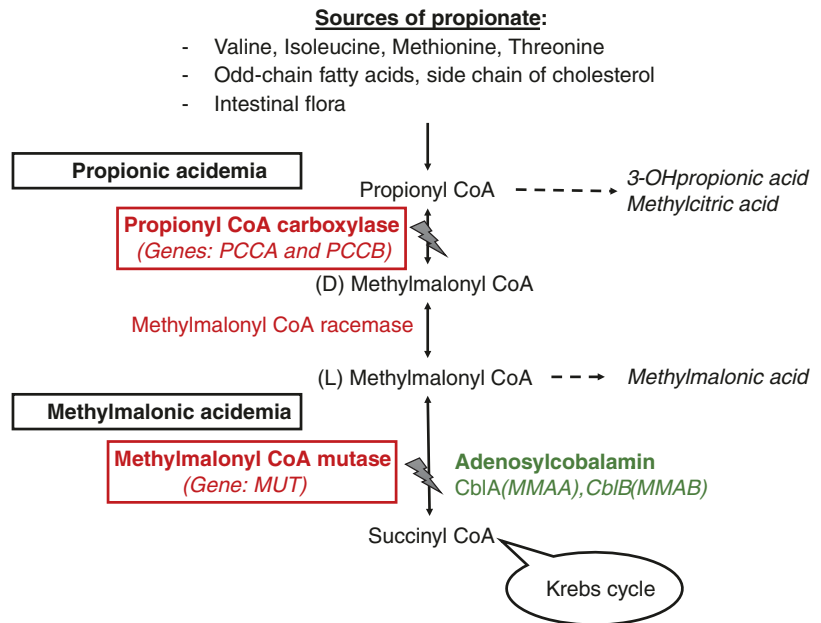 Sources of propionate:
- Valine, Isoleucine, Methionine, Threonine
- Odd-chain fatty acids, side chain of cholesterol
- Intestinal flora
Propionic acidemia
Propionyl CoA
3-OHpropionic acid
Methylcitric acid
Propionyl CoA carboxylase
(Genes: PCCA and PCCB)
(D) Methylmalonyl CoA
Methylmalonyl CoA racemase
(L) Methylmalonyl CoA
Methylmalonic acid
Methylmalonic acidemia
Methylmalonyl CoA mutase
(Gene: MUT)
Adenosylcobalamin
CblA(MMAA),CblB(MMAB)
Succinyl CoA
Krebs cycle